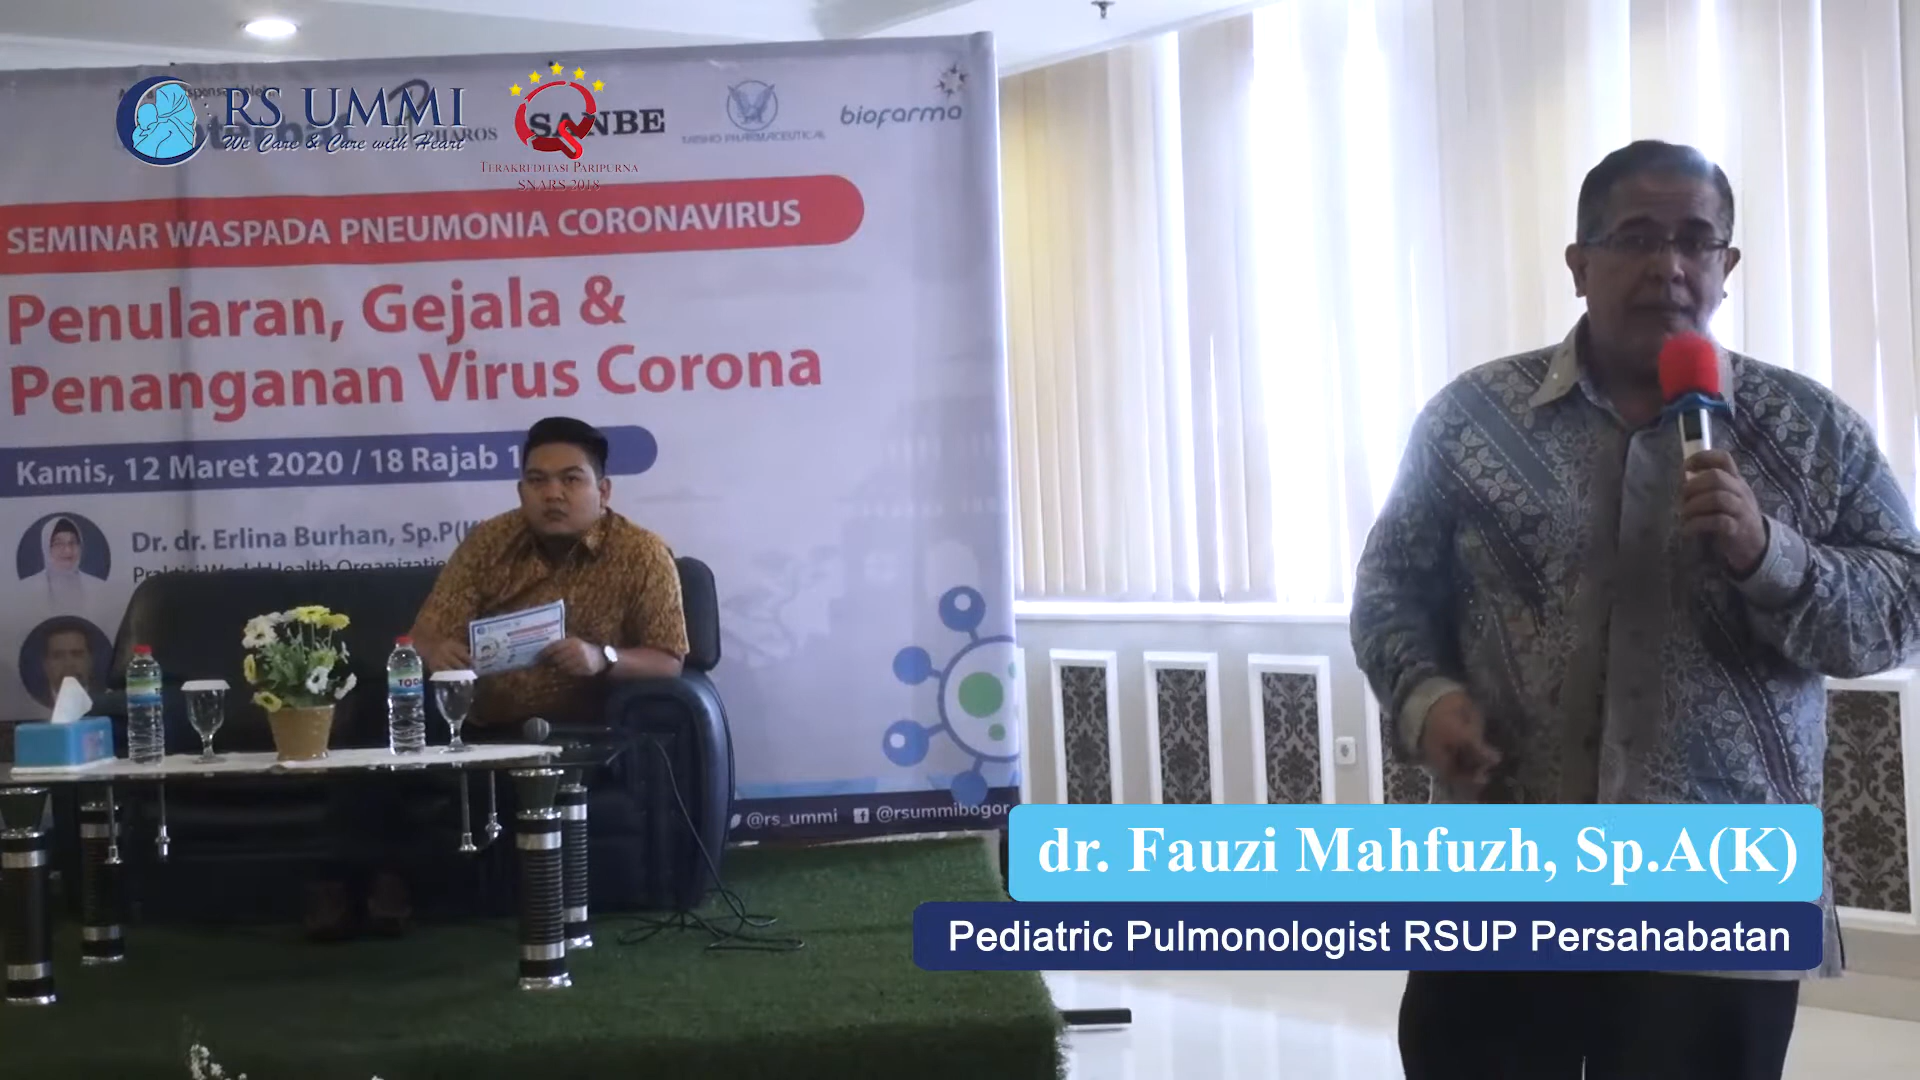 RS UMMI
We Care & Cure with Heart
TERAKREDITASI PARIPURNA
SNARS 2018
SANBE
biofarma
SEMINAR WASPADA PNEUMONIA CORONAVIRUS
Penularan, Gejala &
Penanganan Virus Corona
Kamis, 12 Maret 2020 / 18 Rajab
Dr. dr. Erlina Burhan, Sp.P
World Health
@rs_ummi
@rsummibogor
dr. Fauzi Mahfuzh, Sp.A(K)
Pediatric Pulmonologist RSUP Persahabatan